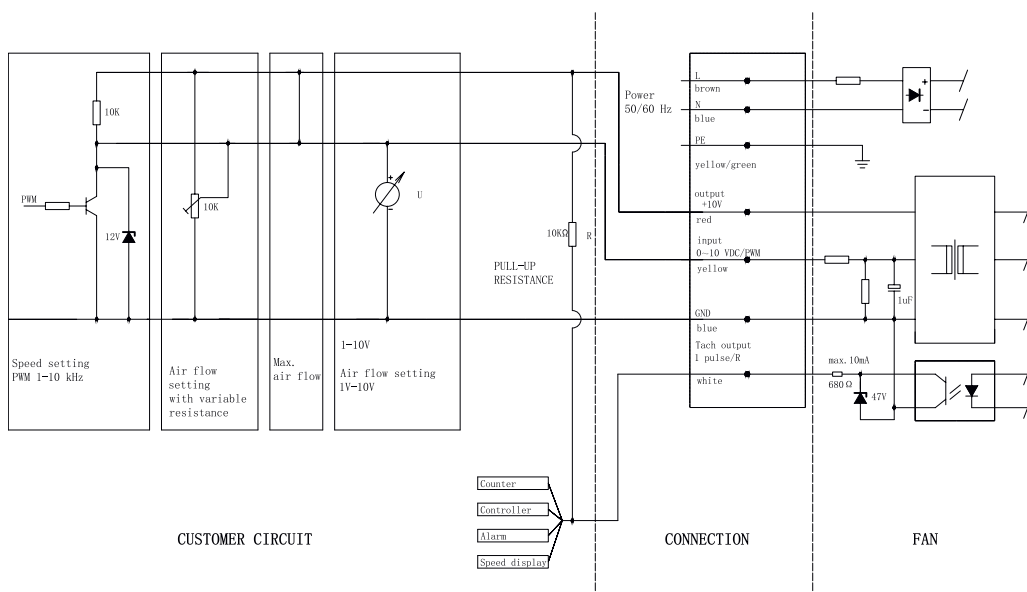 10K
PWM
12V
Speed setting
PWM 1-10 kHz
10K
Air flow
setting
with variable
resistance
Max.
air flow
+
-
U
1-10V
Air flow setting
1V-10V
10KΩ
R
PULL-UP
RESISTANCE
Counter
Controller
Alarm
Speed display
CUSTOMER CIRCUIT
Power
50/60 Hz
L
brown
N
blue
PE
yellow/green
output
+10V
red
input
0~10 VDC/PWM
yellow
GND
blue
Tach output
1 pulse/R
white
CONNECTION
+
-
1uF
max. 10mA
680Ω
47V
FAN